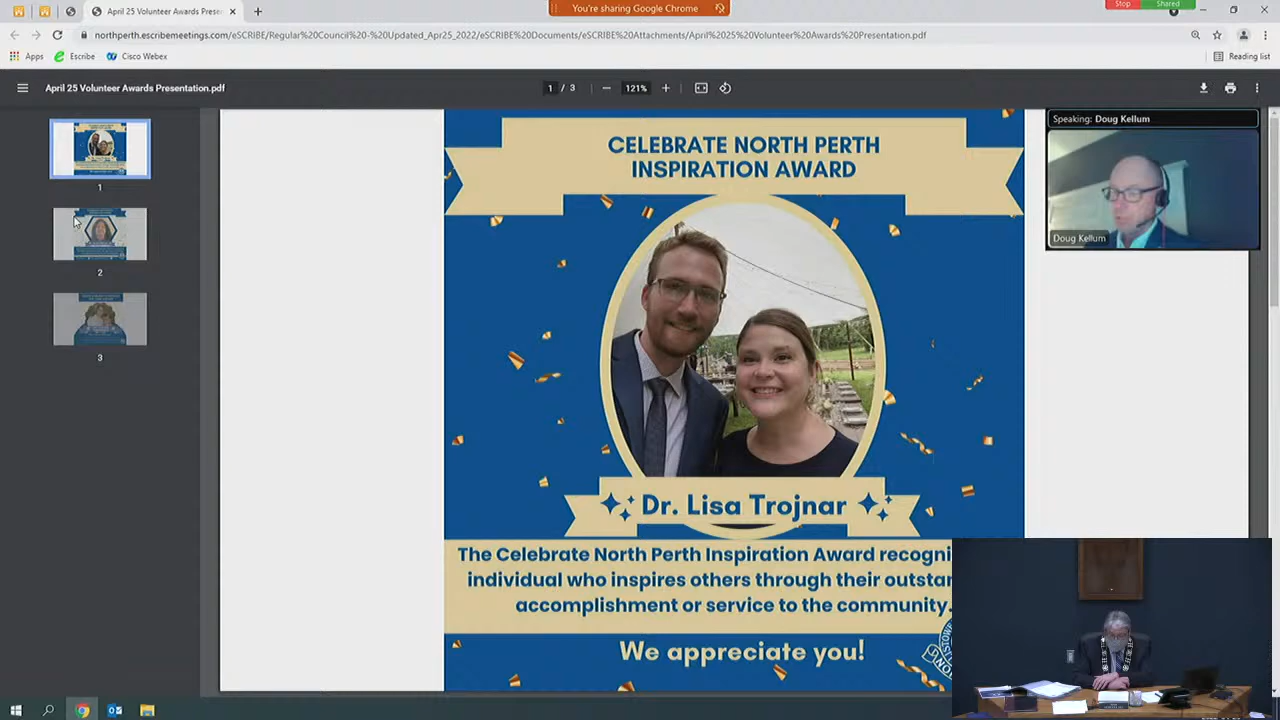 April 25 Volunteer Awards Presen
You're sharing Google Chrome
Stop
Shared
northperth.escribemeetings.com/eSCRIBE/Regular%20Council%20-%20Updated_Apr25_2022/eSCRIBE%20Documents/eSCRIBE%20Attachments/April%2025%20Volunteer%20Awards%20Presentation.pdf
Apps
Escribe
Cisco Webex
Reading list
April 25 Volunteer Awards Presentation.pdf
1 / 3
121%
Speaking: Doug Kellum
Doug Kellum
1
2
3
CELEBRATE NORTH PERTH
INSPIRATION AWARD
Dr. Lisa Trojnar
The Celebrate North Perth Inspiration Award recogni
individual who inspires others through their outstan
accomplishment or service to the community.
We appreciate you!